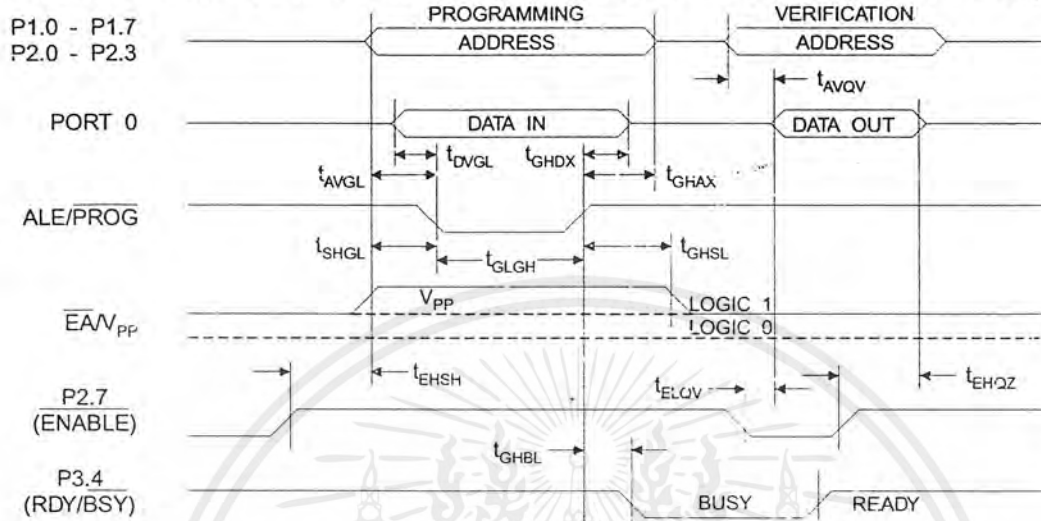 PROGRAMMING VERIFICATION
P1.0 - P1.7
P2.0 - P2.3
ADDRESS ADDRESS
tAVQV
PORT 0 DATA IN DATA OUT
tDVGL tGHDX
tAVGL tGHAX
ALE/PROG
tSHGL tGLGH tGHSL
VPP LOGIC 1
EA/VPP LOGIC 0
tEHSH tELQV tEHQZ
P2.7
(ENABLE)
tGHBL
P3.4
(RDY/BSY) BUSY READY